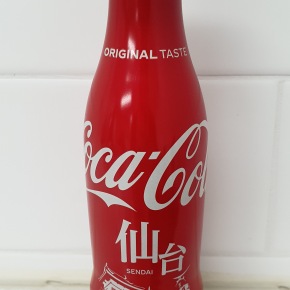 ORIGINAL TASTE
Coca-Cola
仙台
SENDAI